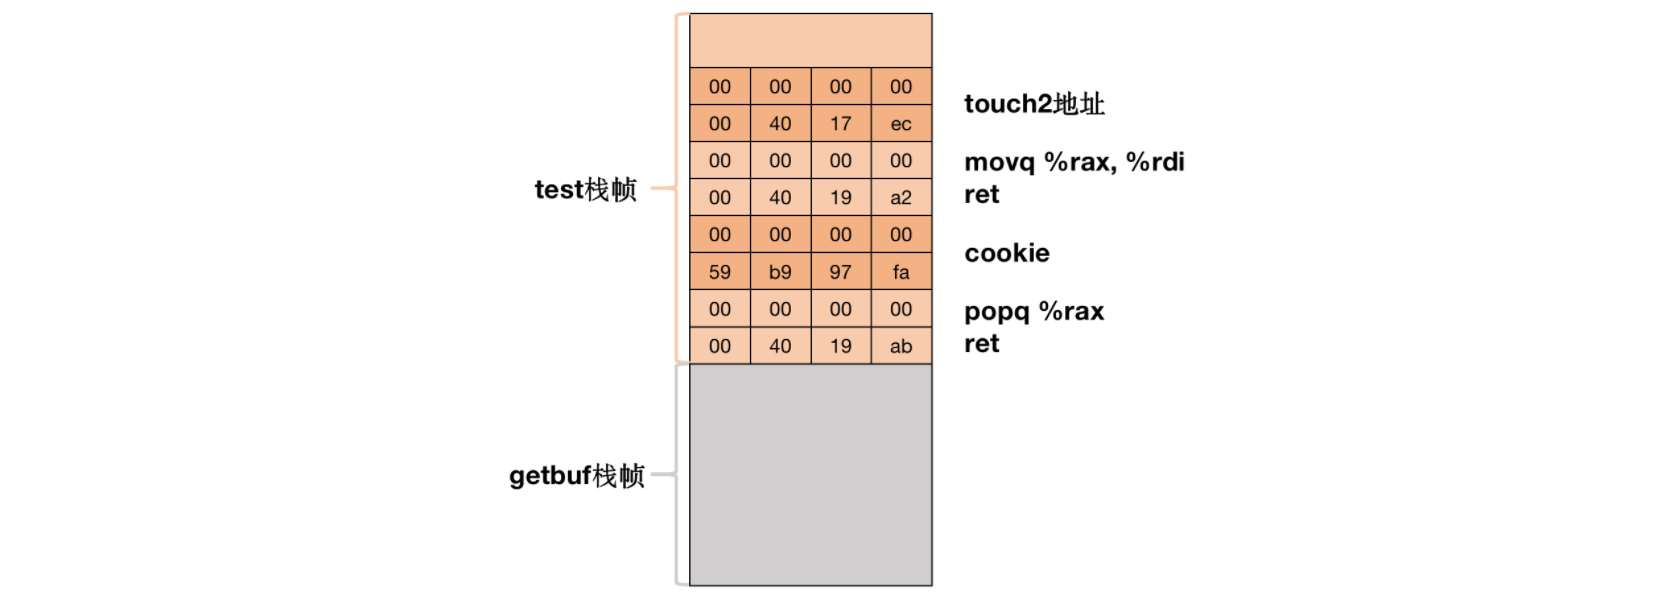 00 00 00 00
touch2地址
00 40 17 ec
00 00 00 00
movq %rax, %rdi
test栈帧
00 40 19 a2
ret
00 00 00 00
cookie
59 b9 97 fa
00 00 00 00
popq %rax
00 40 19 ab
ret
getbuf栈帧